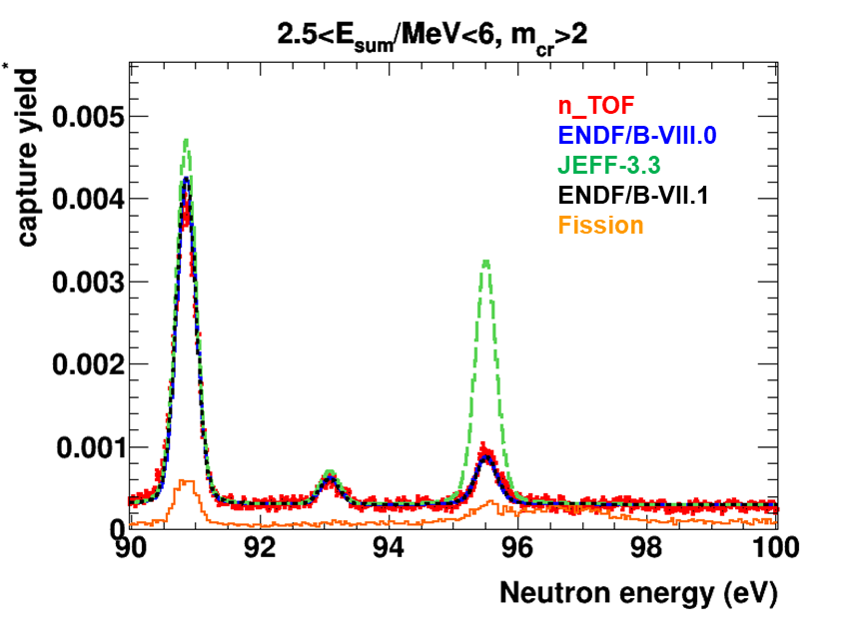 2.5<Esum/MeV<6, mcr>2
capture yield*
0.005
0.004
0.003
0.002
0.001
0
n_TOF
ENDF/B-VIII.0
JEFF-3.3
ENDF/B-VII.1
Fission
90 92 94 96 98 100
Neutron energy (eV)